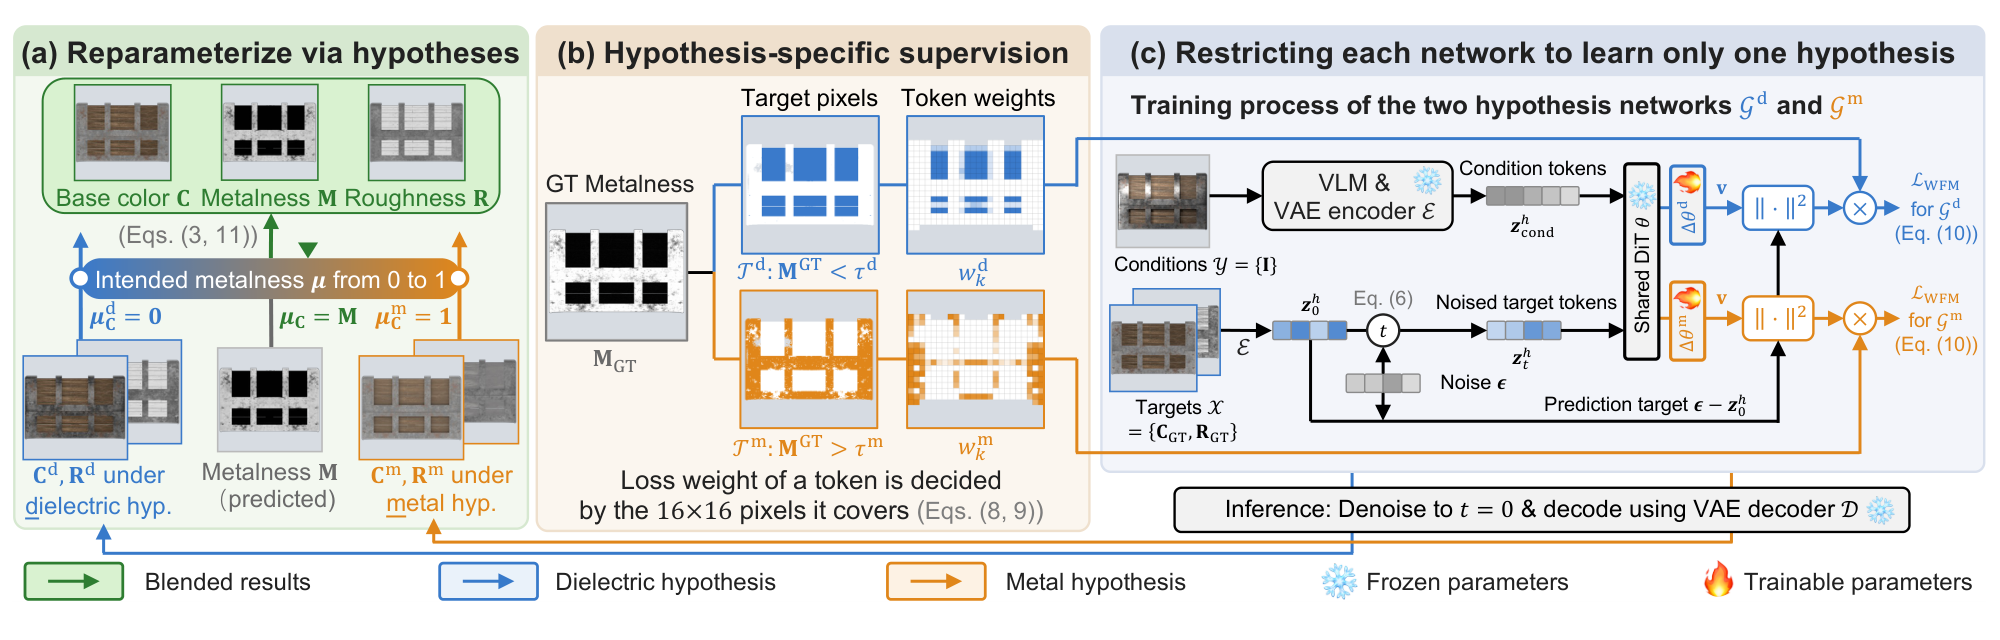 (a) Reparameterize via hypotheses
Base color C
Metalness M
Roughness R
(Eqs. (3, 11))
Intended metalness μ from 0 to 1
μ_C^d = 0
μ_C = M
μ_C^m = 1
C^d, R^d under
dielectric hyp.
Metalness M
(predicted)
C^m, R^m under
metal hyp.
(b) Hypothesis-specific supervision
Target pixels
Token weights
GT Metalness
M_GT
𝒯^d: M^GT < τ^d
w_k^d
𝒯^m: M^GT > τ^m
w_k^m
Loss weight of a token is decided
by the 16×16 pixels it covers (Eqs. (8, 9))
(c) Restricting each network to learn only one hypothesis
Training process of the two hypothesis networks 𝒢^d and 𝒢^m
Conditions 𝒴 = {I}
VLM &
VAE encoder ℰ
Condition tokens
z_cond^h
Shared DiT θ
Δθ^d
v
‖ · ‖²
×
ℒ_WFM
for 𝒢^d
(Eq. (10))
Targets 𝒳
= {C_GT, R_GT}
ℰ
z_0^h
Eq. (6)
t
Noise ϵ
Noised target tokens
z_t^h
Δθ^m
v
‖ · ‖²
×
ℒ_WFM
for 𝒢^m
(Eq. (10))
Prediction target ϵ − z_0^h
Inference: Denoise to t = 0 & decode using VAE decoder 𝒟
Blended results
Dielectric hypothesis
Metal hypothesis
Frozen parameters
Trainable parameters